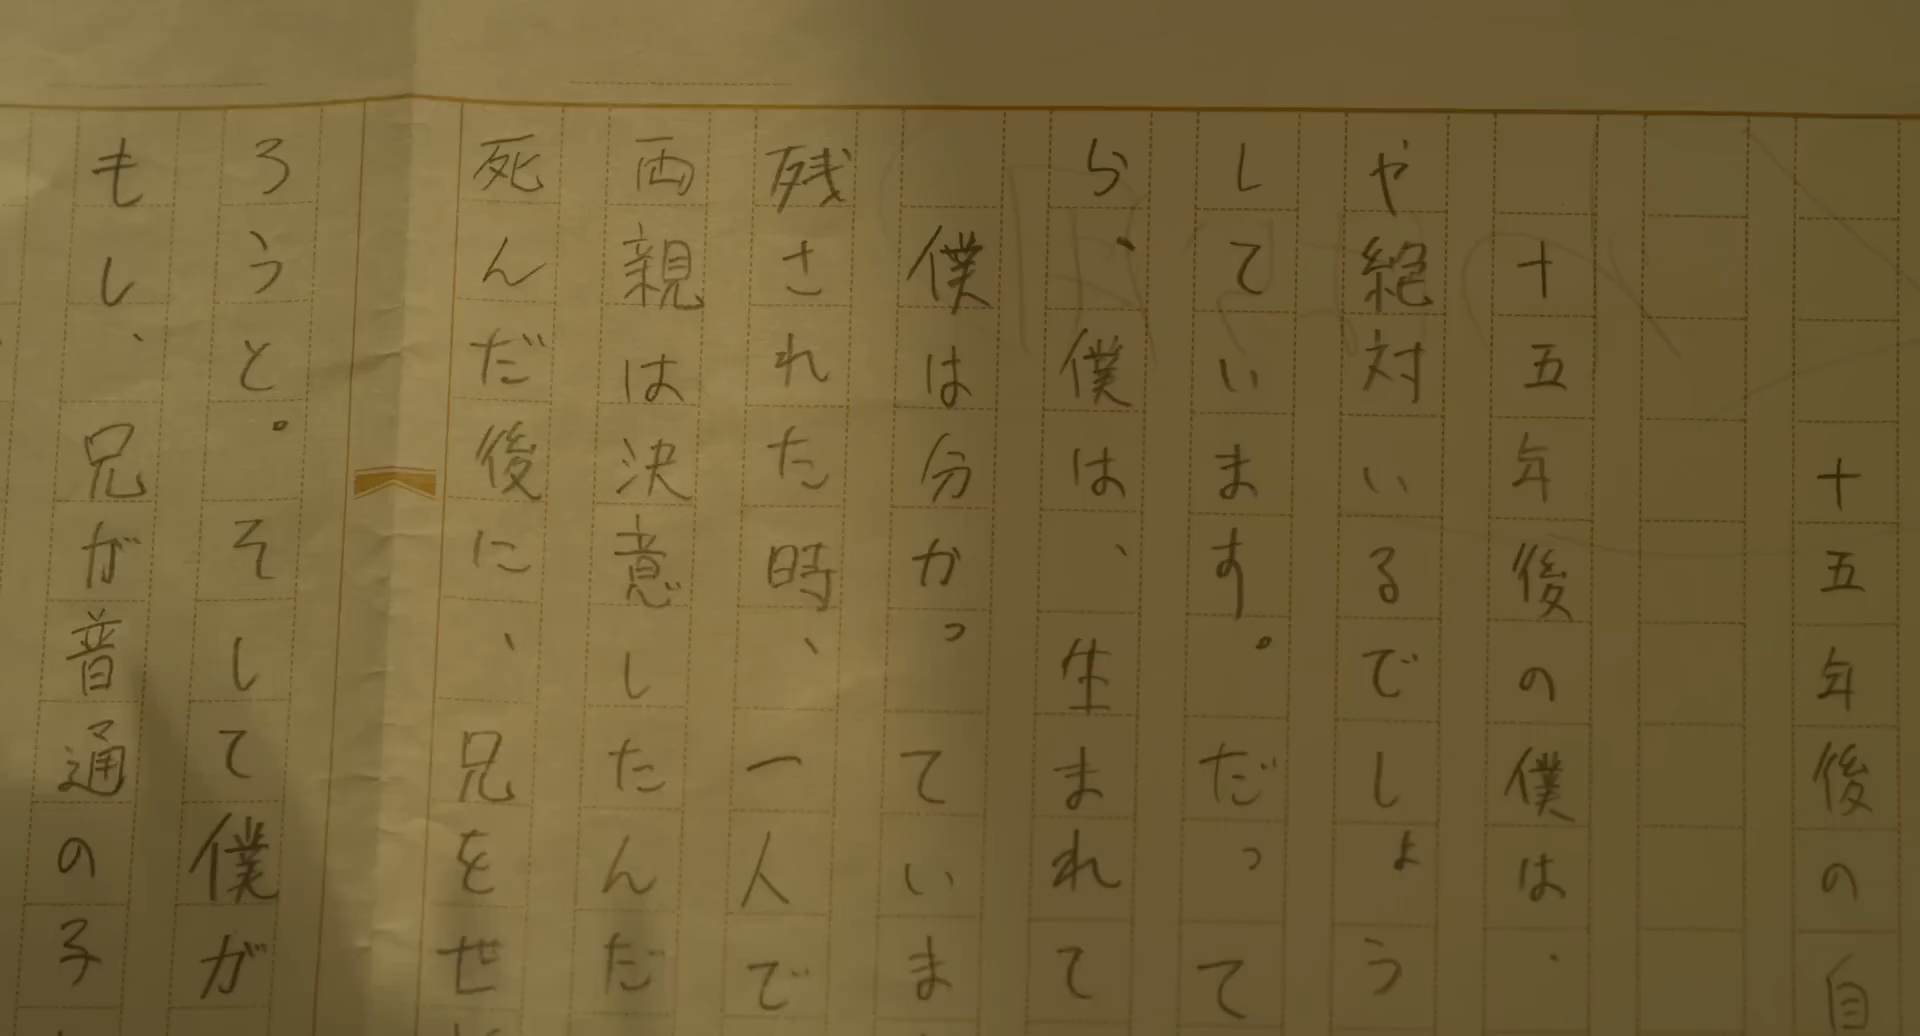 十五年後の自
十五年後の僕は、
や絶対いるでしょう
しています。だって
ら、僕は、生まれて
僕は分かっていま
残された時、一人で
両親は決意したんだ
死んだ後に、兄をせ
ろうと。そして僕が
もし、兄が普通の子